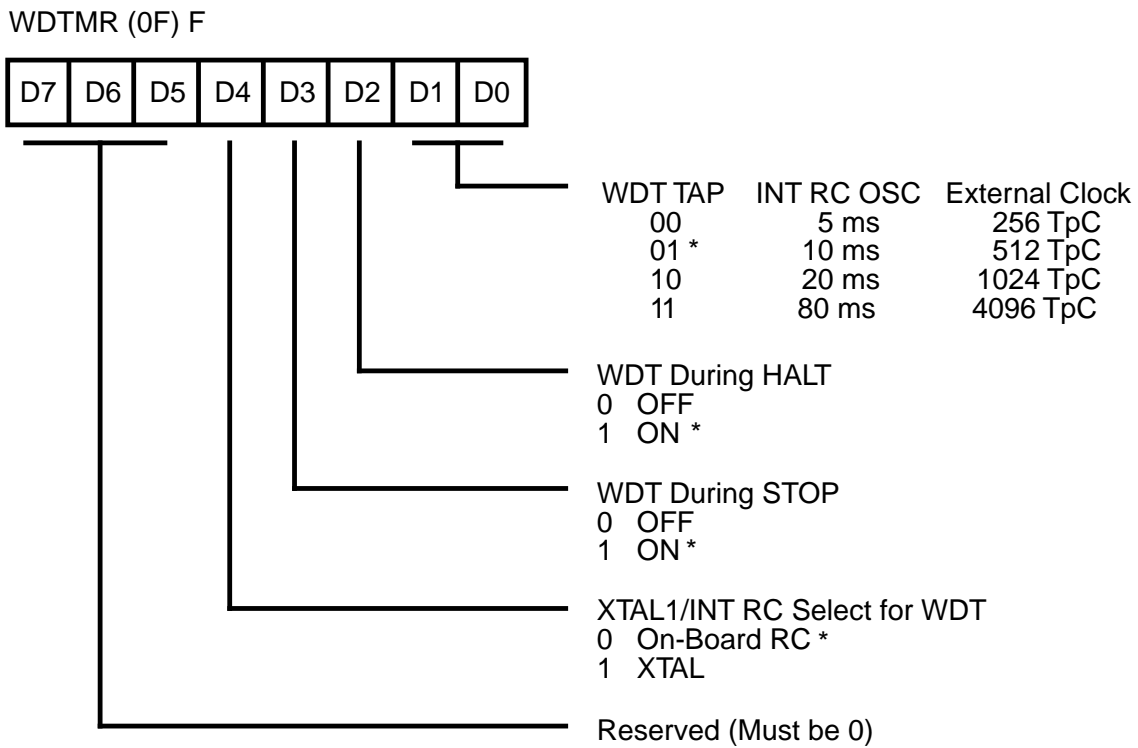 WDTMR (0F) F
D7 D6 D5 D4 D3 D2 D1 D0
WDT TAP INT RC OSC External Clock
00 5 ms 256 TpC
01 * 10 ms 512 TpC
10 20 ms 1024 TpC
11 80 ms 4096 TpC
WDT During HALT
0 OFF
1 ON *
WDT During STOP
0 OFF
1 ON *
XTAL1/INT RC Select for WDT
0 On-Board RC *
1 XTAL
Reserved (Must be 0)